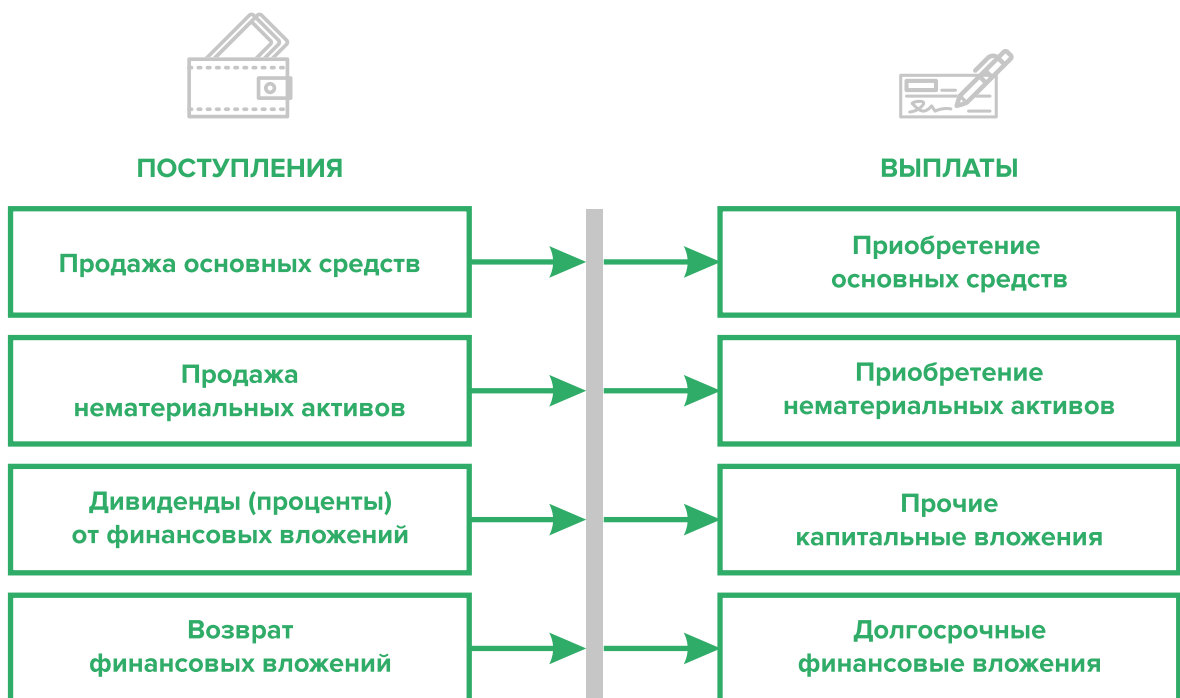 ПОСТУПЛЕНИЯ
ВЫПЛАТЫ
Продажа основных средств
Приобретение
основных средств
Продажа
нематериальных активов
Приобретение
нематериальных активов
Дивиденды (проценты)
от финансовых вложений
Прочие
капитальные вложения
Возврат
финансовых вложений
Долгосрочные
финансовые вложения